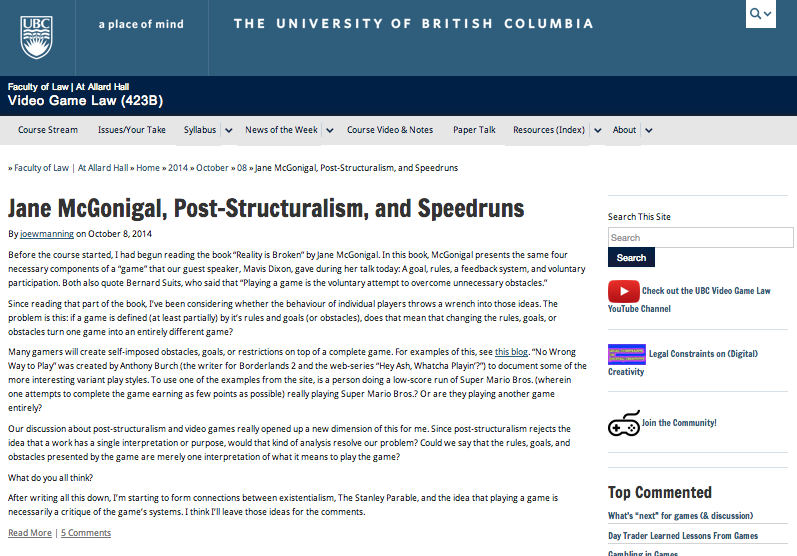 UBC
a place of mind
THE UNIVERSITY OF BRITISH COLUMBIA
Faculty of Law | At Allard Hall
Video Game Law (423B)
Course Stream Issues/Your Take Syllabus News of the Week Course Video & Notes Paper Talk Resources (Index) About
» Faculty of Law | At Allard Hall » Home » 2014 » October » 08 » Jane McGonigal, Post-Structuralism, and Speedruns
Jane McGonigal, Post-Structuralism, and Speedruns
By joewmanning on October 8, 2014
Before the course started, I had begun reading the book “Reality is Broken” by Jane McGonigal. In this book, McGonigal presents the same four
necessary components of a “game” that our guest speaker, Mavis Dixon, gave during her talk today: A goal, rules, a feedback system, and voluntary
participation. Both also quote Bernard Suits, who said that “Playing a game is the voluntary attempt to overcome unnecessary obstacles.”
Since reading that part of the book, I’ve been considering whether the behaviour of individual players throws a wrench into those ideas. The
problem is this: if a game is defined (at least partially) by it’s rules and goals (or obstacles), does that mean that changing the rules, goals, or
obstacles turn one game into an entirely different game?
Many gamers will create self-imposed obstacles, goals, or restrictions on top of a complete game. For examples of this, see this blog. “No Wrong
Way to Play” was created by Anthony Burch (the writer for Borderlands 2 and the web-series “Hey Ash, Whatcha Playin’?”) to document some of the
more interesting variant play styles. To use one of the examples from the site, is a person doing a low-score run of Super Mario Bros. (wherein
one attempts to complete the game earning as few points as possible) really playing Super Mario Bros.? Or are they playing another game
entirely?
Our discussion about post-structuralism and video games really opened up a new dimension of this for me. Since post-structuralism rejects the
idea that a work has a single interpretation or purpose, would that kind of analysis resolve our problem? Could we say that the rules, goals, and
obstacles presented by the game are merely one interpretation of what it means to play the game?
What do you all think?
After writing all this down, I’m starting to form connections between existentialism, The Stanley Parable, and the idea that playing a game is
necessarily a critique of the game’s systems. I think I’ll leave those ideas for the comments.
Read More | 5 Comments
Search This Site
Search
Search
Check out the UBC Video Game Law
YouTube Channel
Legal Constraints on (Digital)
Creativity
Join the Community!
Top Commented
What’s “next” for games (& discussion)
Day Trader Learned Lessons From Games
Gambling in Games